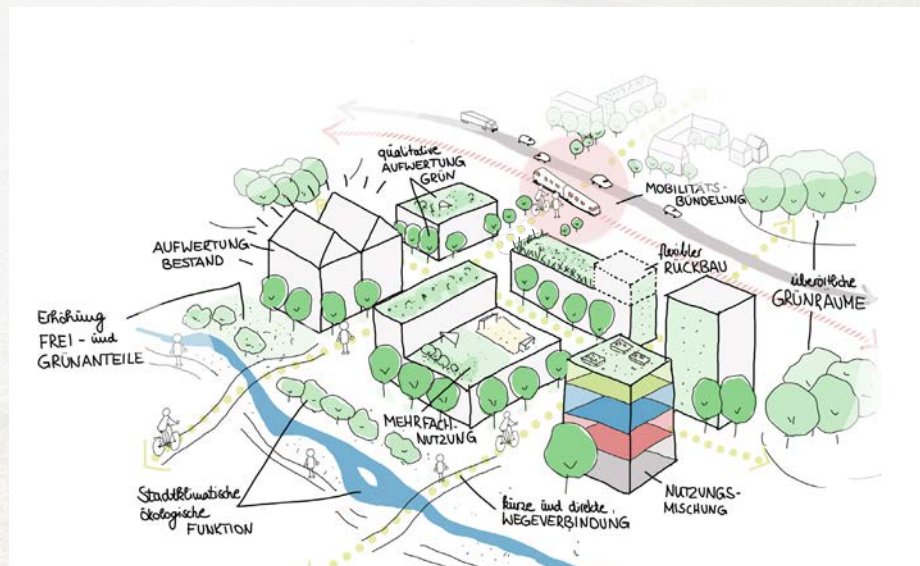 qualitative
AUFWERTUNG
GRÜN
MOBILITÄTS-
BÜNDELUNG
AUFWERTUNG
BESTAND
flexibler
RÜCKBAU
überörtliche
GRÜNRÄUME
Erhöhung
FREI- und
GRÜNANTEILE
MEHRFACH-
NUTZUNG
Stadtklimatische
ökologische
FUNKTION
kurze und direkte
WEGEVERBINDUNG
NUTZUNGS-
MISCHUNG